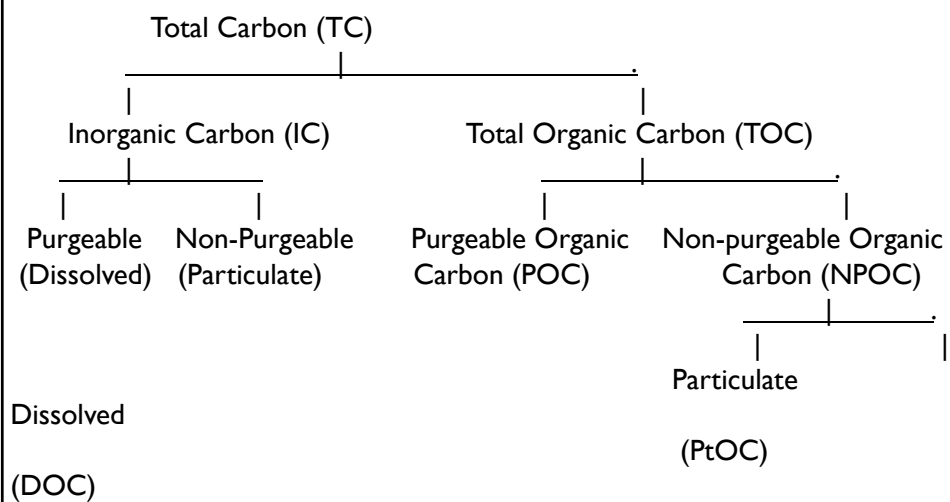 Total Carbon (TC)
Inorganic Carbon (IC) Total Organic Carbon (TOC)
Purgeable Non-Purgeable Purgeable Organic Non-purgeable Organic
(Dissolved) (Particulate) Carbon (POC) Carbon (NPOC)
Particulate
Dissolved
(PtOC)
(DOC)